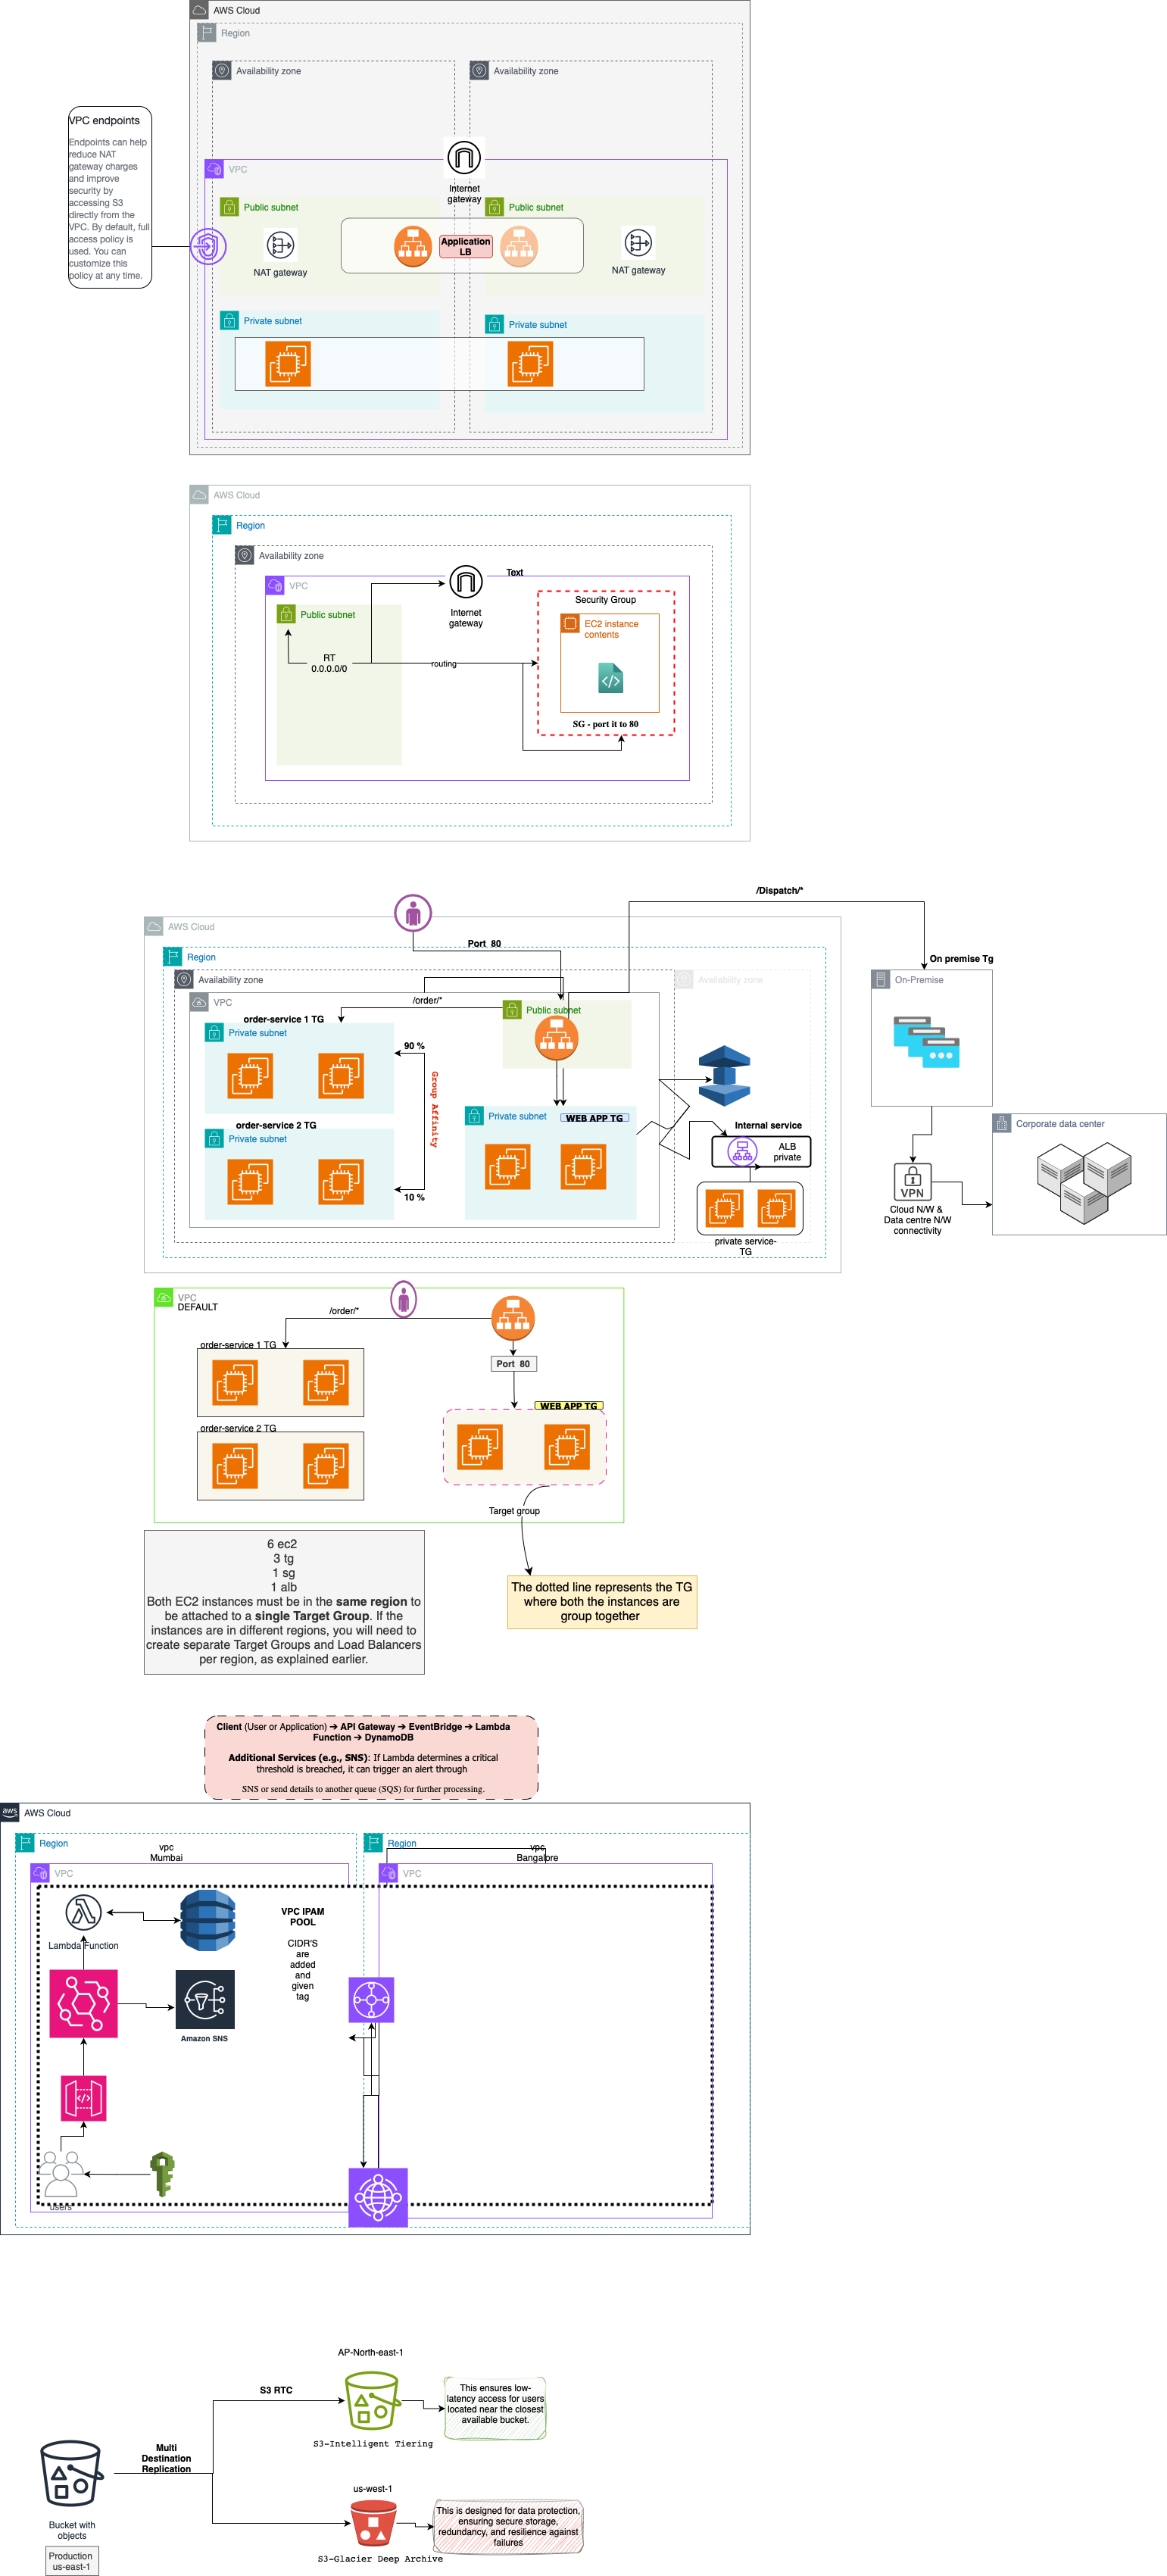 AWS Cloud
Region
Availability zone
Availability zone
VPC endpoints
Endpoints can help
reduce NAT
gateway charges
and improve
security by
accessing S3
directly from the
VPC. By default, full
access policy is
used. You can
customize this
policy at any time.
VPC
Internet
gateway
Public subnet
Public subnet
Application
LB
NAT gateway
NAT gateway
Private subnet
Private subnet
AWS Cloud
Region
Availability zone
VPC
Text
Internet
gateway
Public subnet
RT
0.0.0.0/0
routing
Security Group
EC2 instance
contents
SG - port it to 80
/Dispatch/*
AWS Cloud
Port 80
Region
On premise Tg
Availability zone
Availability zone
On-Premise
VPC
/order/*
Public subnet
order-service 1 TG
Private subnet
90 %
Group Affinity
order-service 2 TG
Private subnet
10 %
Private subnet
WEB APP TG
Internal service
ALB
private
private service-
TG
Corporate data center
VPN
Cloud N/W &
Data centre N/W
connectivity
VPC
DEFAULT
/order/*
order-service 1 TG
Port 80
order-service 2 TG
WEB APP TG
Target group
6 ec2
3 tg
1 sg
1 alb
Both EC2 instances must be in the same region to
be attached to a single Target Group. If the
instances are in different regions, you will need to
create separate Target Groups and Load Balancers
per region, as explained earlier.
The dotted line represents the TG
where both the instances are
group together
Client (User or Application) → API Gateway → EventBridge → Lambda
Function → DynamoDB
Additional Services (e.g., SNS): If Lambda determines a critical
threshold is breached, it can trigger an alert through
SNS or send details to another queue (SQS) for further processing.
aws
AWS Cloud
Region
vpc
Mumbai
Region
vpc
Bangalore
VPC
VPC
Lambda Function
VPC IPAM
POOL
CIDR'S
are
added
and
given
tag
Amazon SNS
users
AP-North-east-1
S3 RTC
This ensures low-
latency access for users
located near the closest
available bucket.
S3-Intelligent Tiering
Multi
Destination
Replication
us-west-1
This is designed for data protection,
ensuring secure storage,
redundancy, and resilience against
failures
S3-Glacier Deep Archive
Bucket with
objects
Production
us-east-1